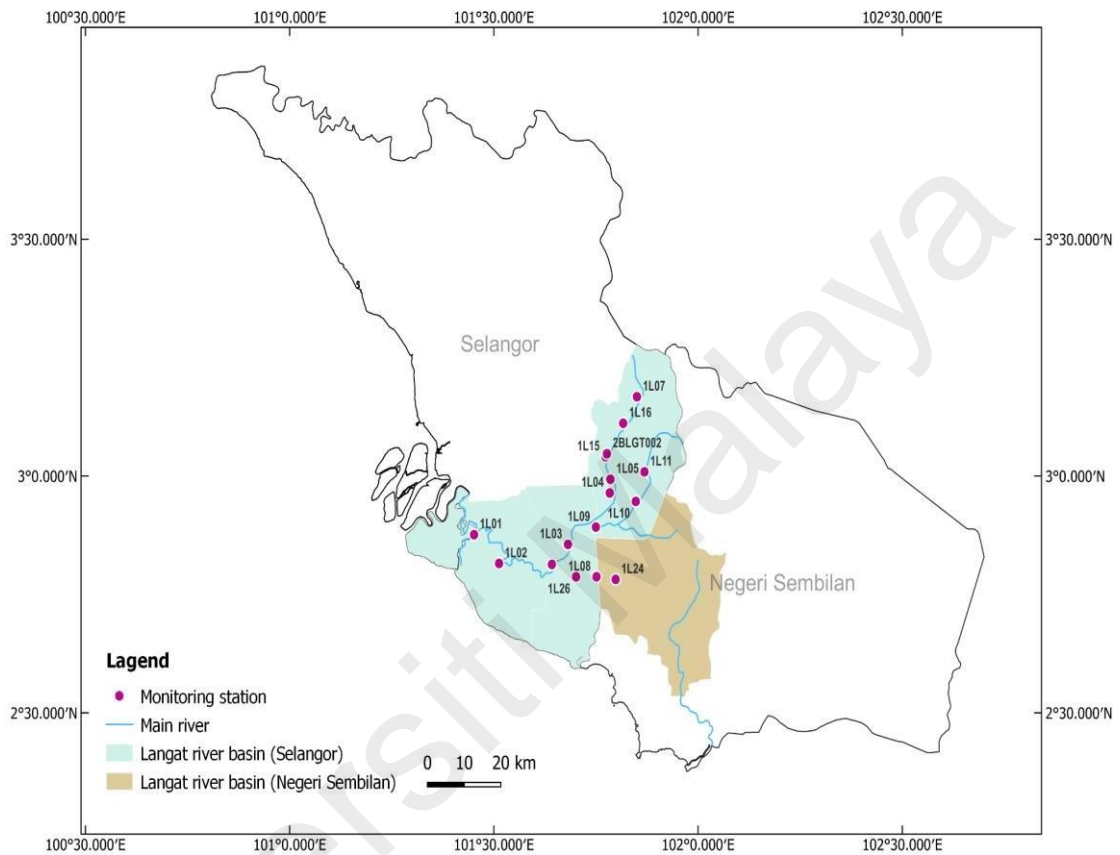 100°30.000′E 101°0.000′E 101°30.000′E 102°0.000′E 102°30.000′E
3°30.000′N 3°30.000′N
Selangor
1L07
1L16
1L15 2BLGT002
1L05 1L11
3°0.000′N 3°0.000′N
1L04
1L10
1L09
1L01 1L03
1L02 1L08 1L24
1L26 Negeri Sembilan
Lagend
Monitoring station
Main river
Langat river basin (Selangor)
Langat river basin (Negeri Sembilan)
0 10 20 km
2°30.000′N 2°30.000′N
100°30.000′E 101°0.000′E 101°30.000′E 102°0.000′E 102°30.000′E
ersiti Malaya